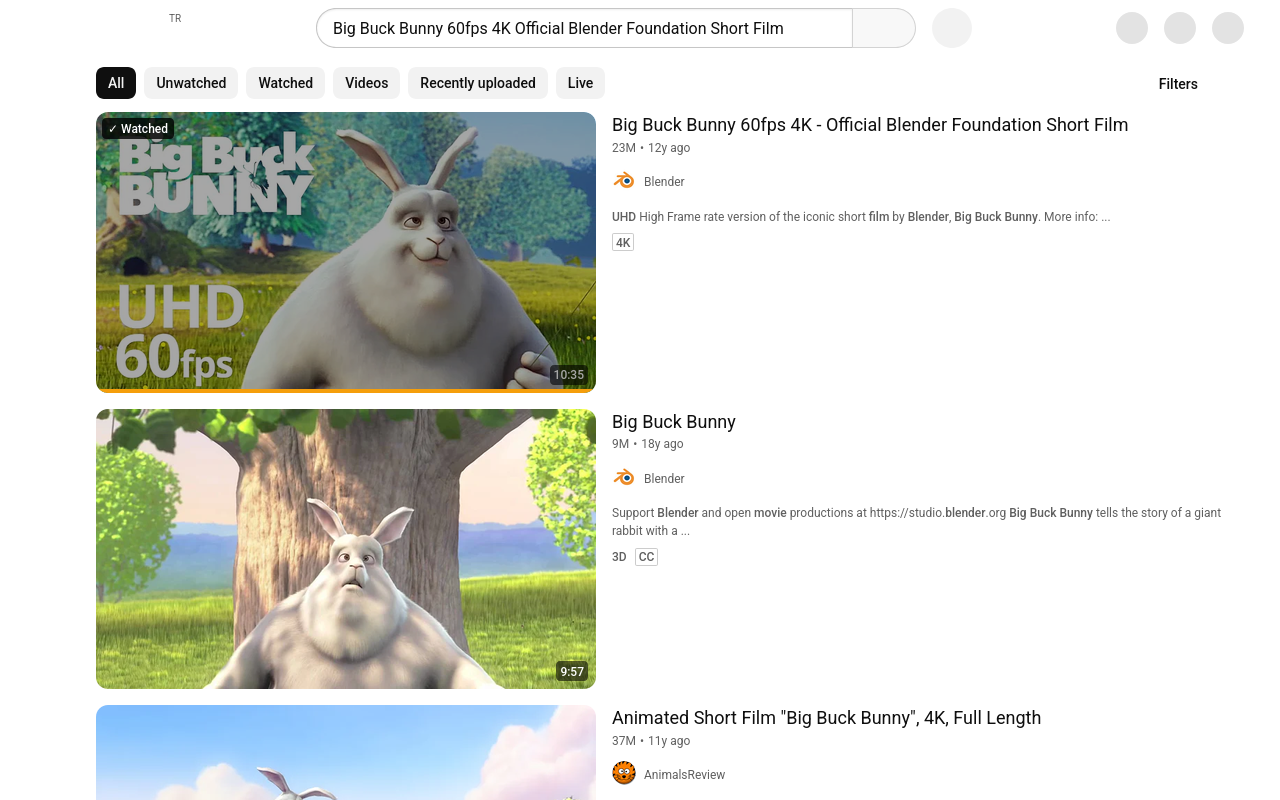 TR
Big Buck Bunny 60fps 4K Official Blender Foundation Short Film
All
Unwatched
Watched
Videos
Recently uploaded
Live
Filters
✓ Watched
Big Buck
BUNNY
UHD
60fps
10:35
Big Buck Bunny 60fps 4K - Official Blender Foundation Short Film
23M • 12y ago
Blender
UHD High Frame rate version of the iconic short film by Blender, Big Buck Bunny. More info: ...
4K
9:57
Big Buck Bunny
9M • 18y ago
Blender
Support Blender and open movie productions at https://studio.blender.org Big Buck Bunny tells the story of a giant
rabbit with a ...
3D CC
Animated Short Film "Big Buck Bunny", 4K, Full Length
37M • 11y ago
AnimalsReview